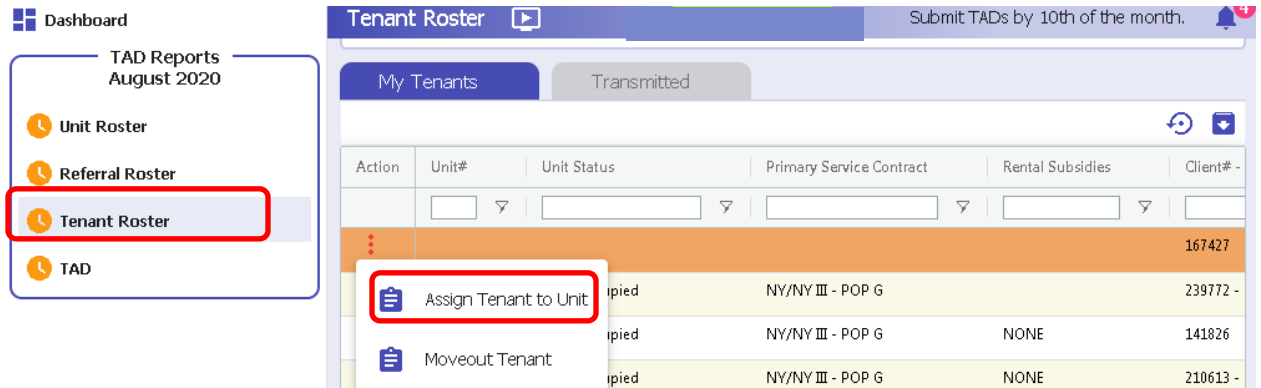 Dashboard
TAD Reports
August 2020
Unit Roster
Referral Roster
Tenant Roster
TAD
Tenant Roster
Submit TADs by 10th of the month.
4
My Tenants
Transmitted
Action Unit# Unit Status Primary Service Contract Rental Subsidies Client# -
167427
Assign Tenant to Unit
upied NY/NY III - POP G 239772 -
upied NY/NY III - POP G NONE 141826
Moveout Tenant
upied NY/NY III - POP G NONE 210613 -